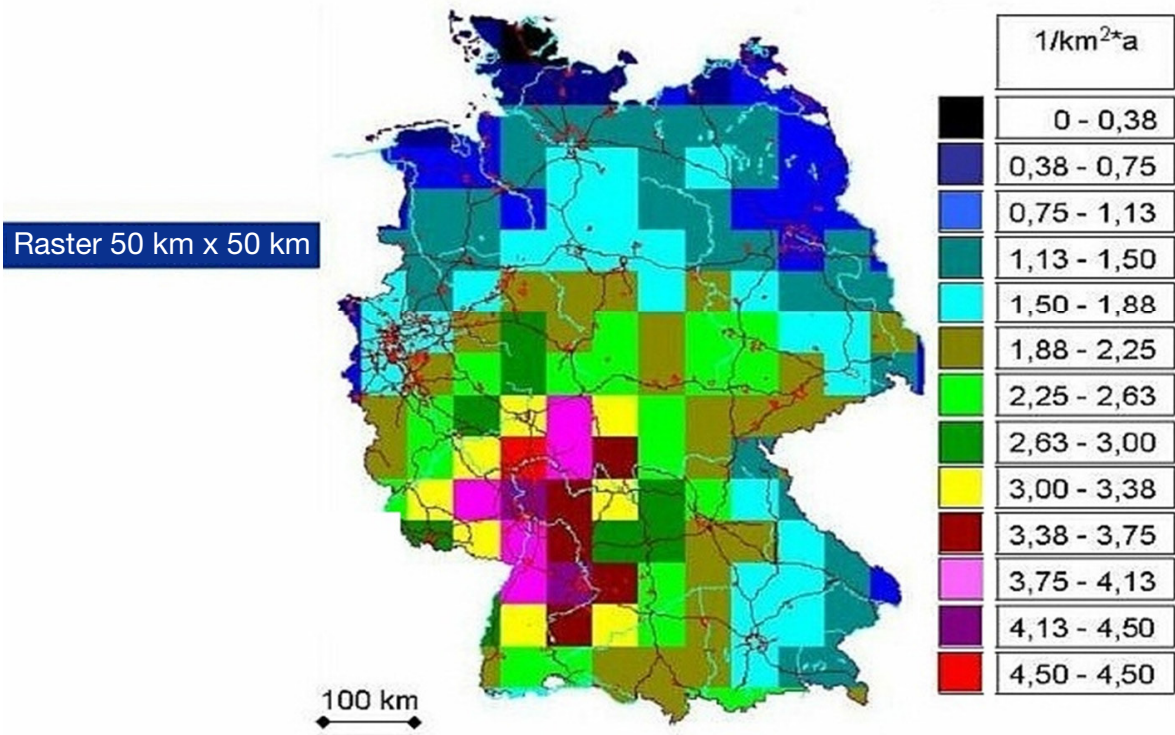 1/km²*a
0 - 0,38
0,38 - 0,75
Raster 50 km x 50 km
0,75 - 1,13
1,13 - 1,50
1,50 - 1,88
1,88 - 2,25
2,25 - 2,63
2,63 - 3,00
3,00 - 3,38
3,38 - 3,75
3,75 - 4,13
4,13 - 4,50
4,50 - 4,50
100 km